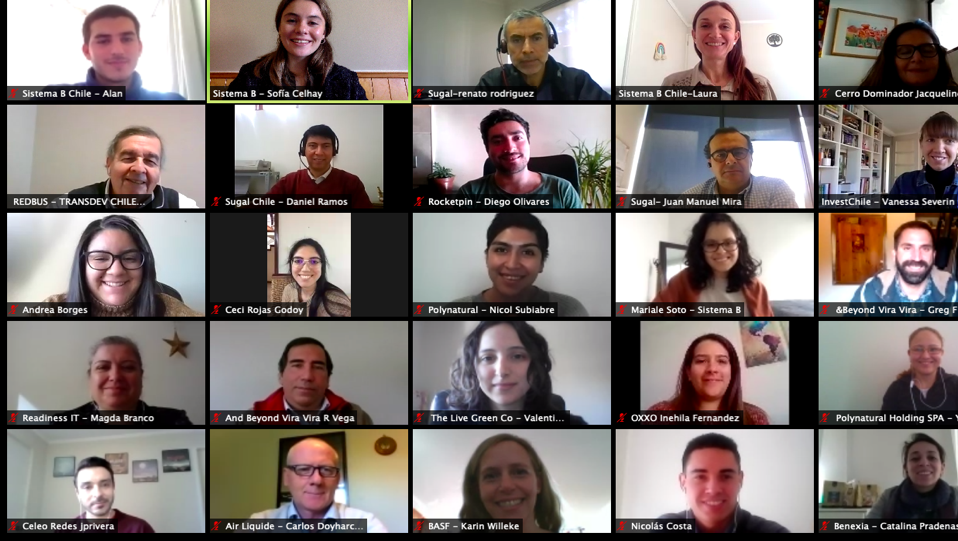 Sistema B Chile - Alan
Sistema B - Sofía Celhay
Sugal-renato rodriguez
Sistema B Chile-Laura
Cerro Dominador Jacquelin
REDBUS - TRANSDEV CHILE...
Sugal Chile - Daniel Ramos
Rocketpin - Diego Olivares
Sugal- Juan Manuel Mira
InvestChile - Vanessa Severin
Andrea Borges
Ceci Rojas Godoy
Polynatural - Nicol Subiabre
Mariale Soto - Sistema B
&Beyond Vira Vira - Greg F
Readiness IT - Magda Branco
And Beyond Vira Vira R Vega
The Live Green Co - Valenti...
OXXO Inehila Fernandez
Polynatural Holding SPA - Y
Celeo Redes jprivera
Air Liquide - Carlos Doyharc...
BASF - Karin Willeke
Nicolás Costa
Benexia - Catalina Pradenas